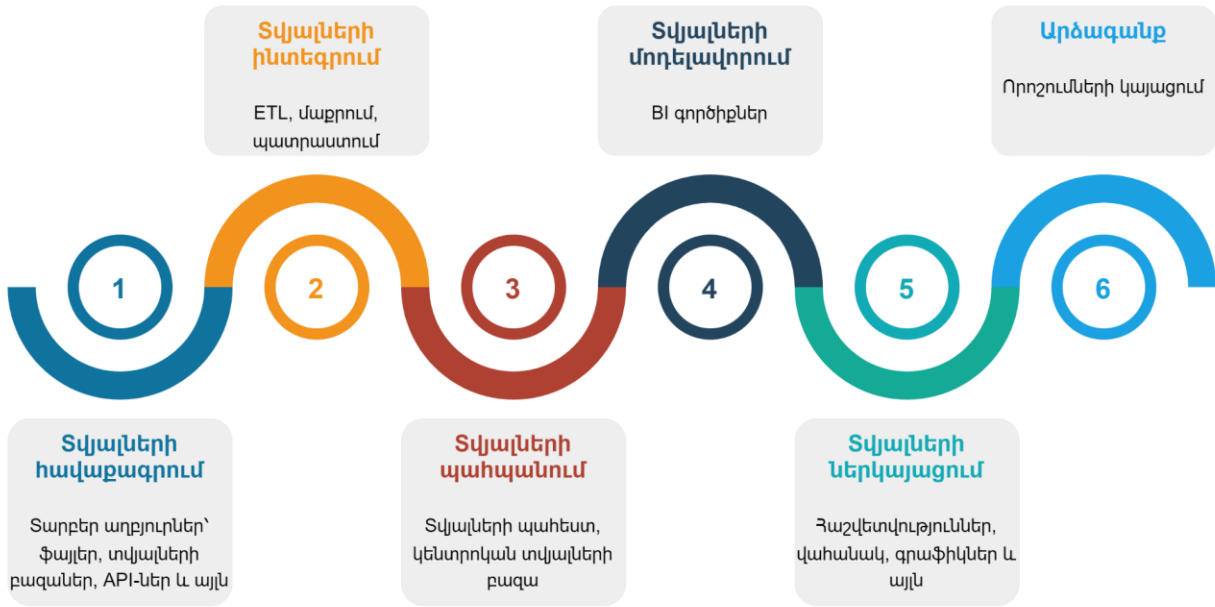 Տվյալների
ինտեգրում
ETL, մաքրում,
պատրաստում
Տվյալների
մոդելավորում
BI գործիքներ
Արձագանք
Որոշումների կայացում
1
2
3
4
5
6
Տվյալների
հավաքագրում
Տարբեր աղբյուրներ՝
ֆայլեր, տվյալների
բազաներ, API-ներ և այլն
Տվյալների
պահպանում
Տվյալների պահեստ,
կենտրոկան տվյալների
բազա
Տվյալների
ներկայացում
Հաշվետվություններ,
վահանակ, գրաֆիկներ և
այլն